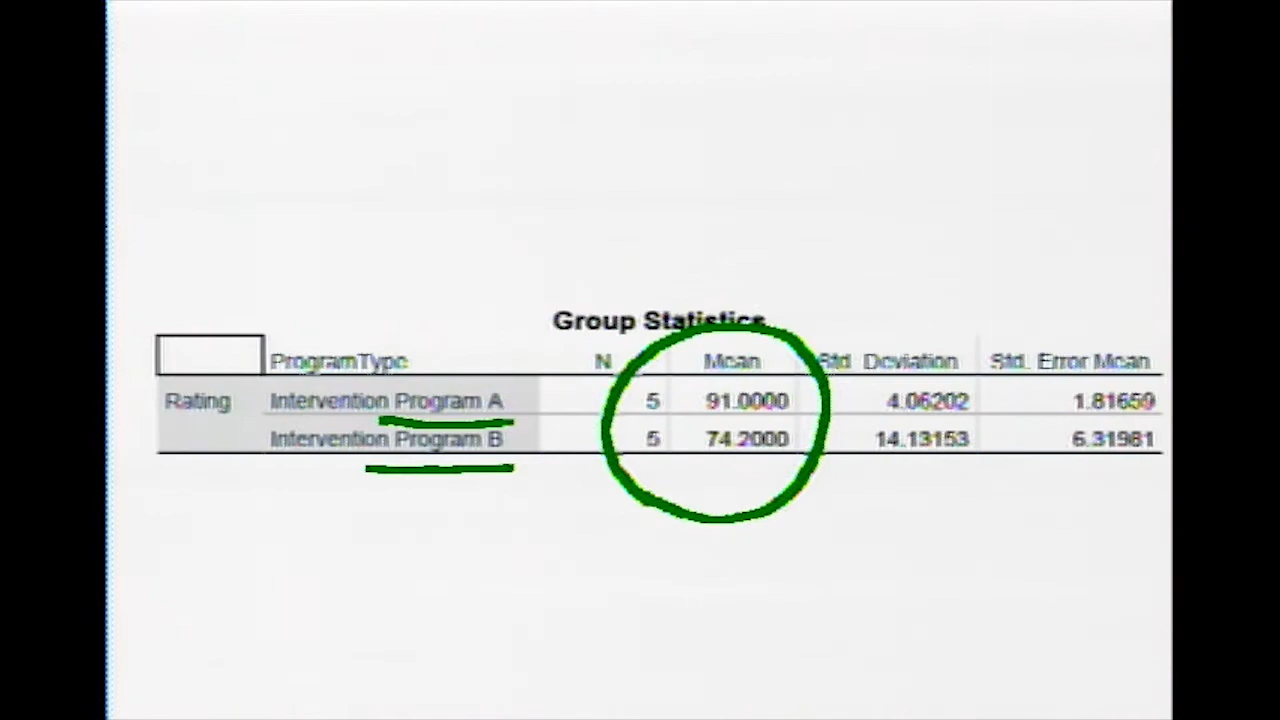 Group Statistics
ProgramType N Mean Std. Deviation Std. Error Mean
Rating Intervention Program A 5 91.0000 4.06202 1.81659
Intervention Program B 5 74.2000 14.13153 6.31981